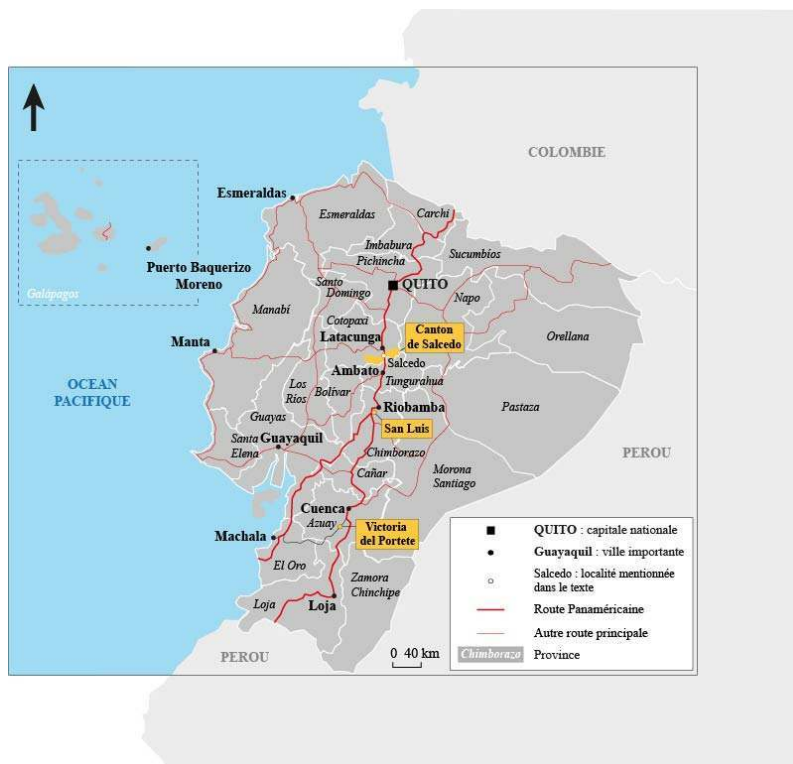 COLOMBIE
Esmeraldas
Esmeraldas
Carchi
Imbabura
Pichincha
Sucumbíos
Puerto Baquerizo
Moreno
Galápagos
Santo
Domingo
QUITO
Napo
Manabí
Cotopaxi
Latacunga
Canton
de Salcedo
Orellana
Manta
Salcedo
Ambato
Tungurahua
OCEAN
PACIFIQUE
Los
Ríos
Bolívar
Riobamba
Pastaza
Guayas
San Luis
Santa
Elena
Guayaquil
Chimborazo
PEROU
Cañar
Morona
Santiago
Cuenca
Azuay
Victoria
del Portete
Machala
El Oro
Zamora
Chinchipe
Loja
Loja
PEROU
0 40 km
QUITO : capitale nationale
Guayaquil : ville importante
Salcedo : localité mentionnée
dans le texte
Route Panaméricaine
Autre route principale
Chimborazo Province